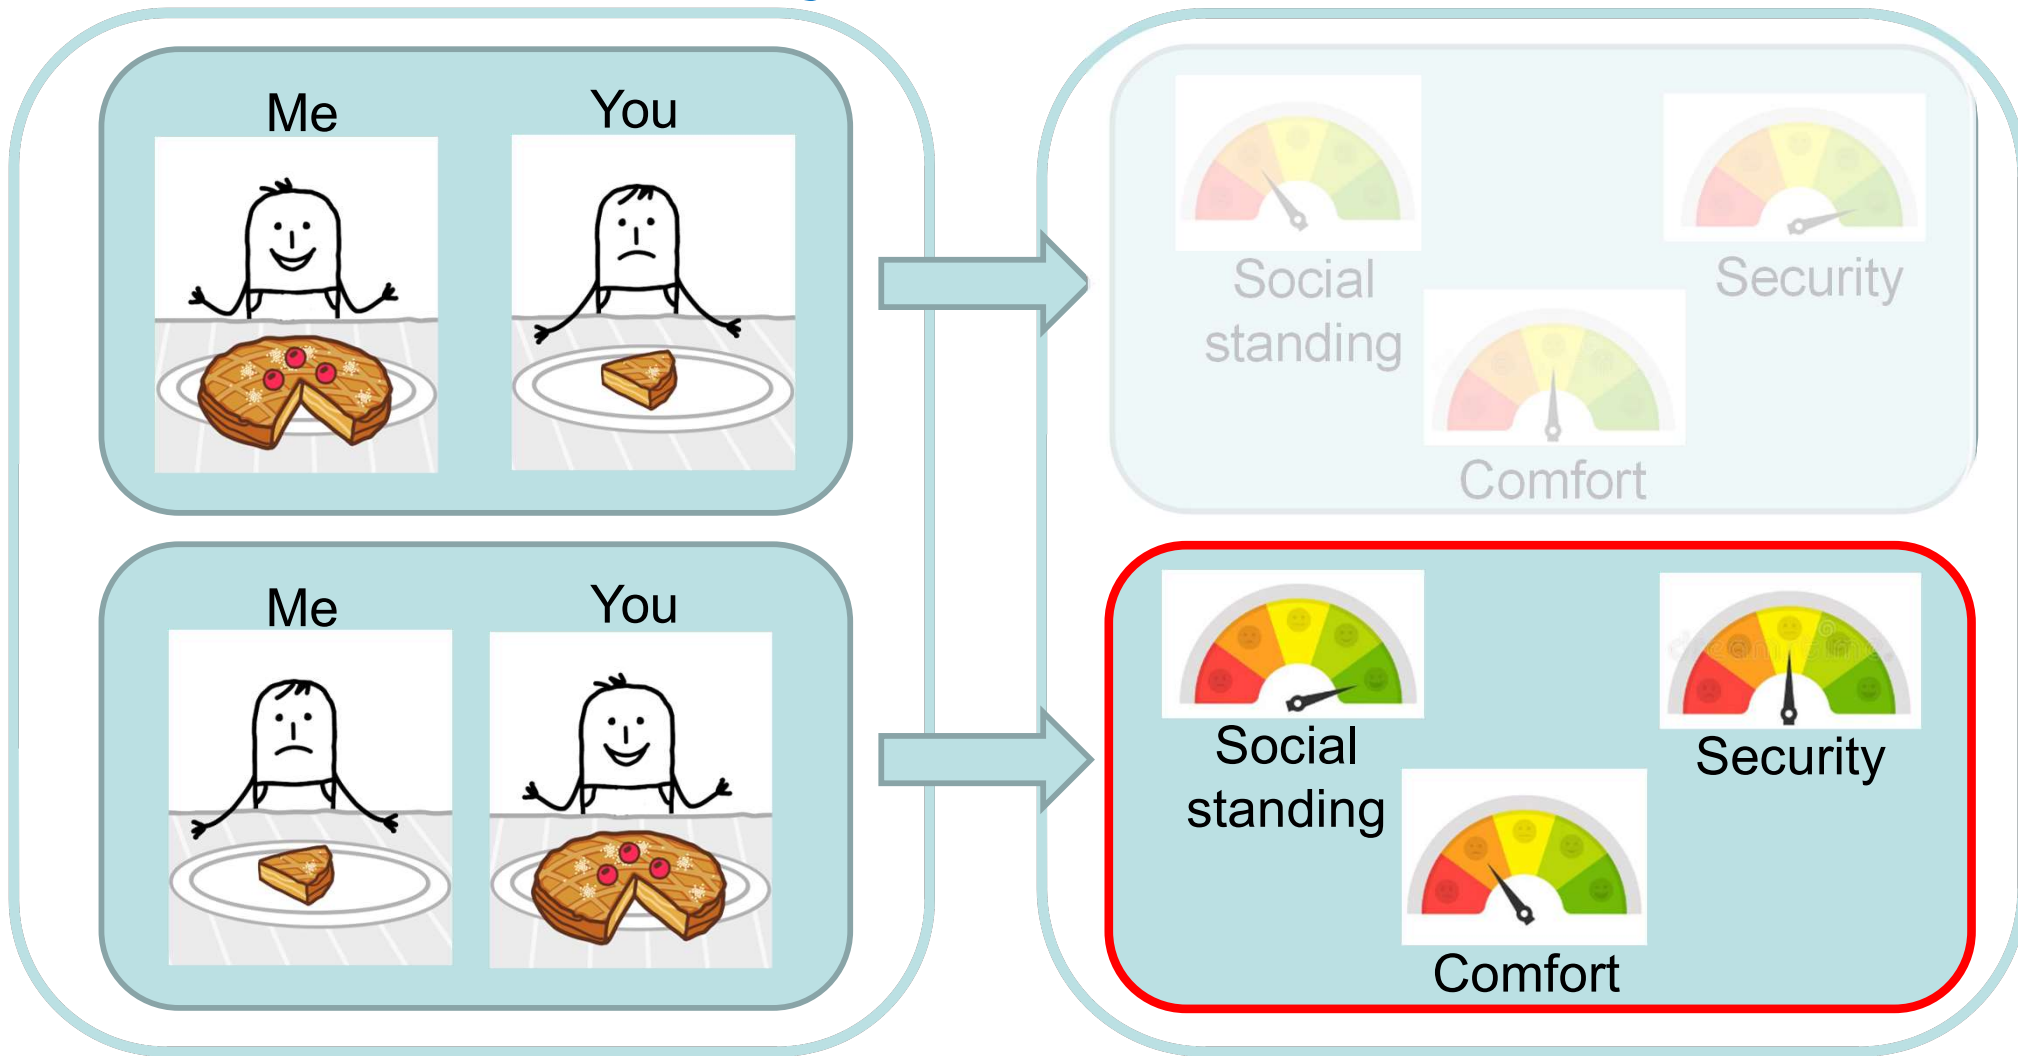 Me
You
Social
standing
Security
Comfort
Me
You
Social
standing
Security
Comfort